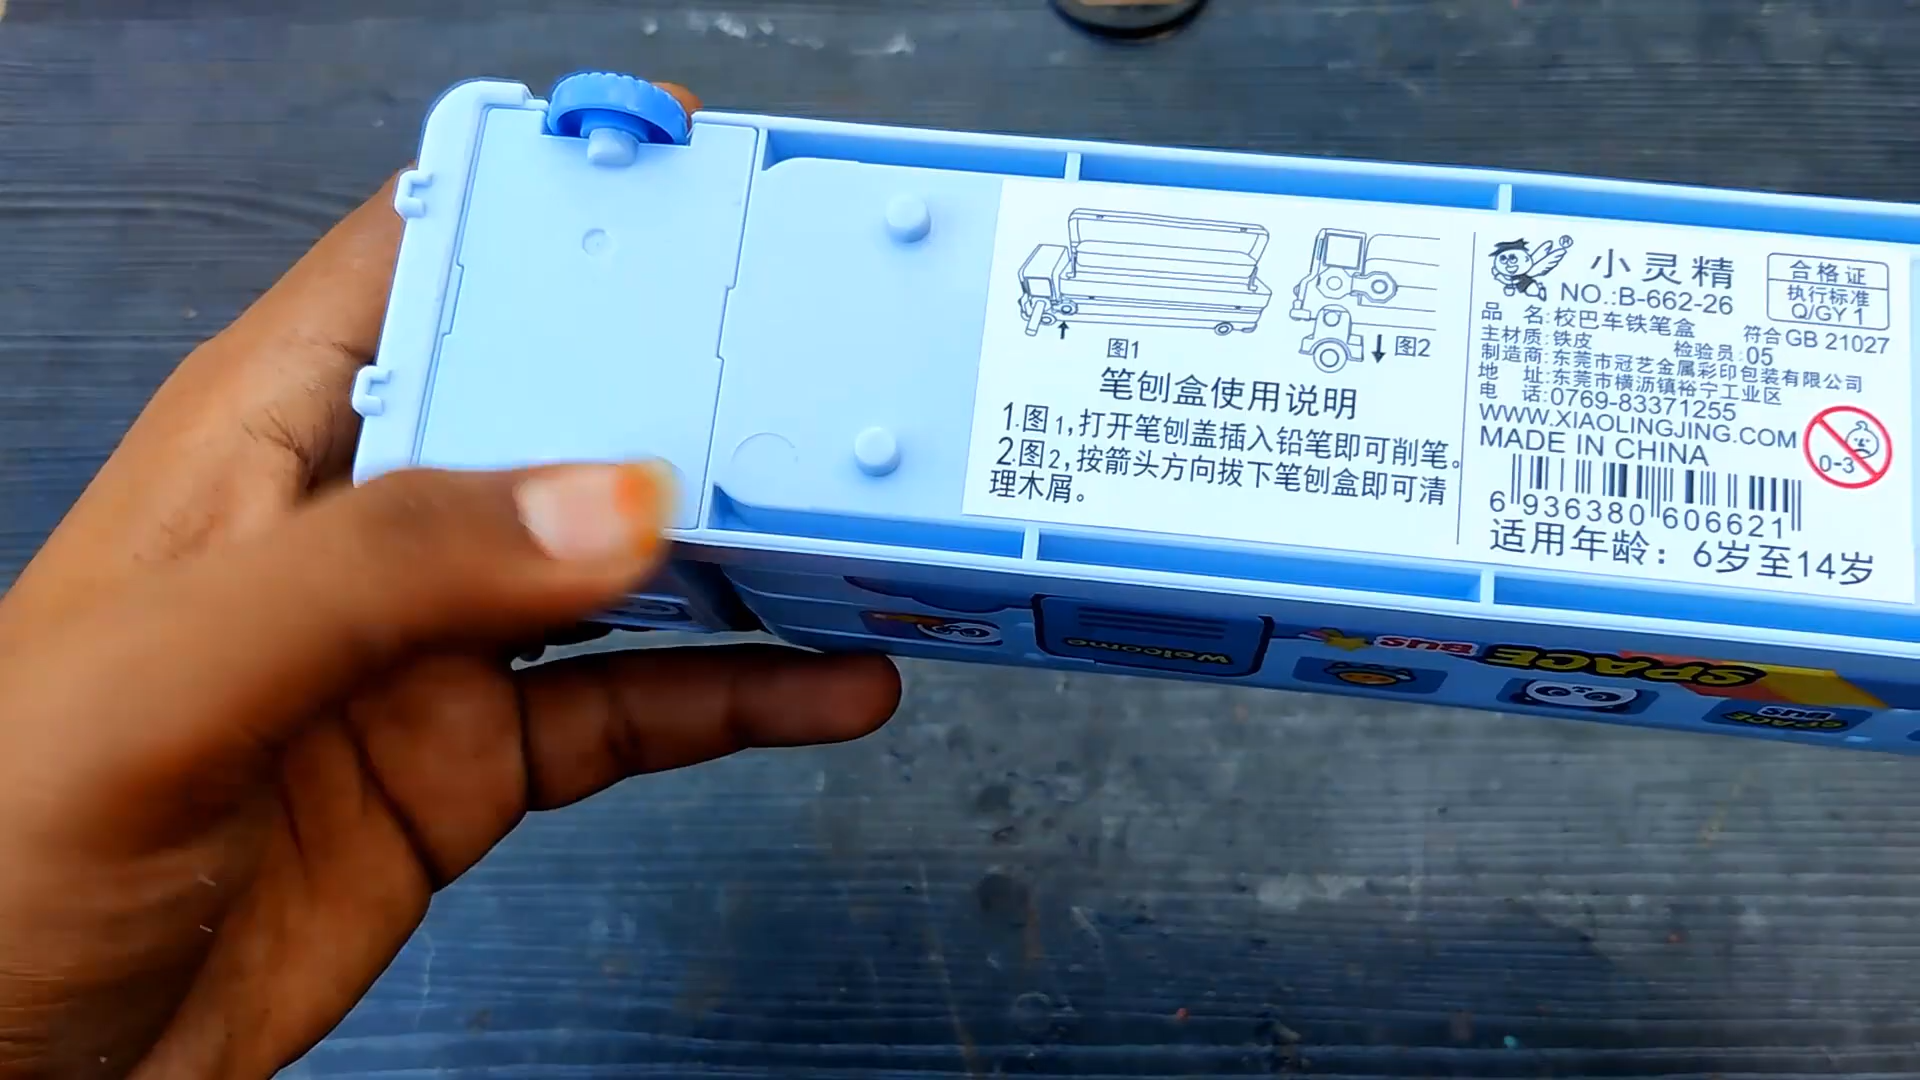 图1
图2
笔刨盒使用说明
1.图1,打开笔刨盖插入铅笔即可削笔。
2.图2,按箭头方向拔下笔刨盒即可清
理木屑。
®
小灵精
NO.:B-662-26
合格证
执行标准
Q/GY 1
品 名:校巴车铁笔盒 符合GB 21027
主材质:铁皮 检验员:05
制造商:东莞市冠艺金属彩印包装有限公司
地 址:东莞市横沥镇裕宁工业区
电 话:0769-83371255
WWW.XIAOLINGJING.COM
MADE IN CHINA
0-3
6 936380 606621
适用年龄：6岁至14岁
Welcome
SPACE BUS
SPACE
BUS